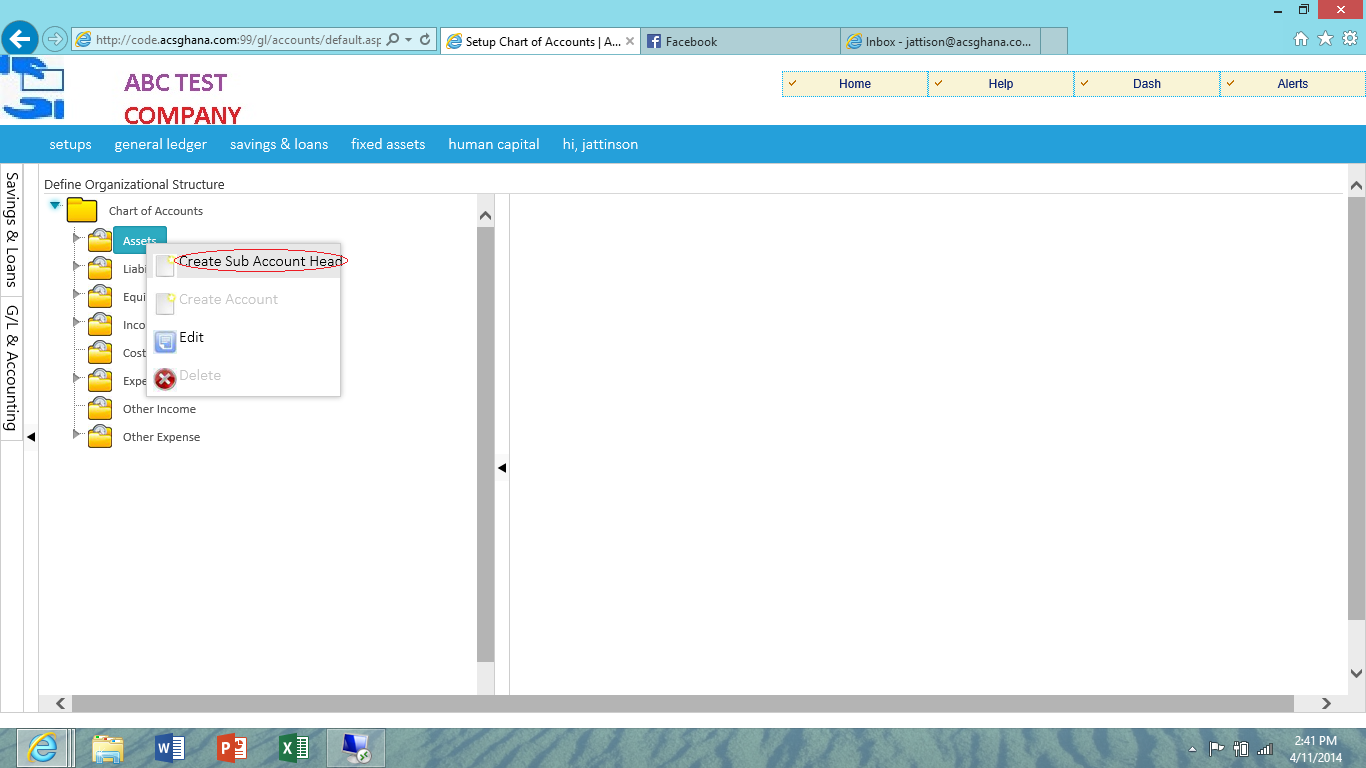 http://code.acsghana.com:99/gl/accounts/default.asp
Setup Chart of Accounts | A...
Facebook
Inbox - jattison@acsghana.co...
ABC TEST
COMPANY
Home
Help
Dash
Alerts
setups
general ledger
savings & loans
fixed assets
human capital
hi, jattinson
Savings & Loans
G/L & Accounting
Define Organizational Structure
Chart of Accounts
Assets
Liabi
Equi
Inco
Cost
Expe
Other Income
Other Expense
Create Sub Account Head
Create Account
Edit
Delete
2:41 PM
4/11/2014